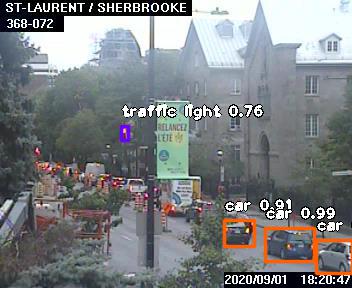 ST-LAURENT / SHERBROOKE
368-072
traffic light 0.76
RELANCEZ
L'ÉTÉ
car 0.91
car 0.99
car
2020/09/01 18:20:47